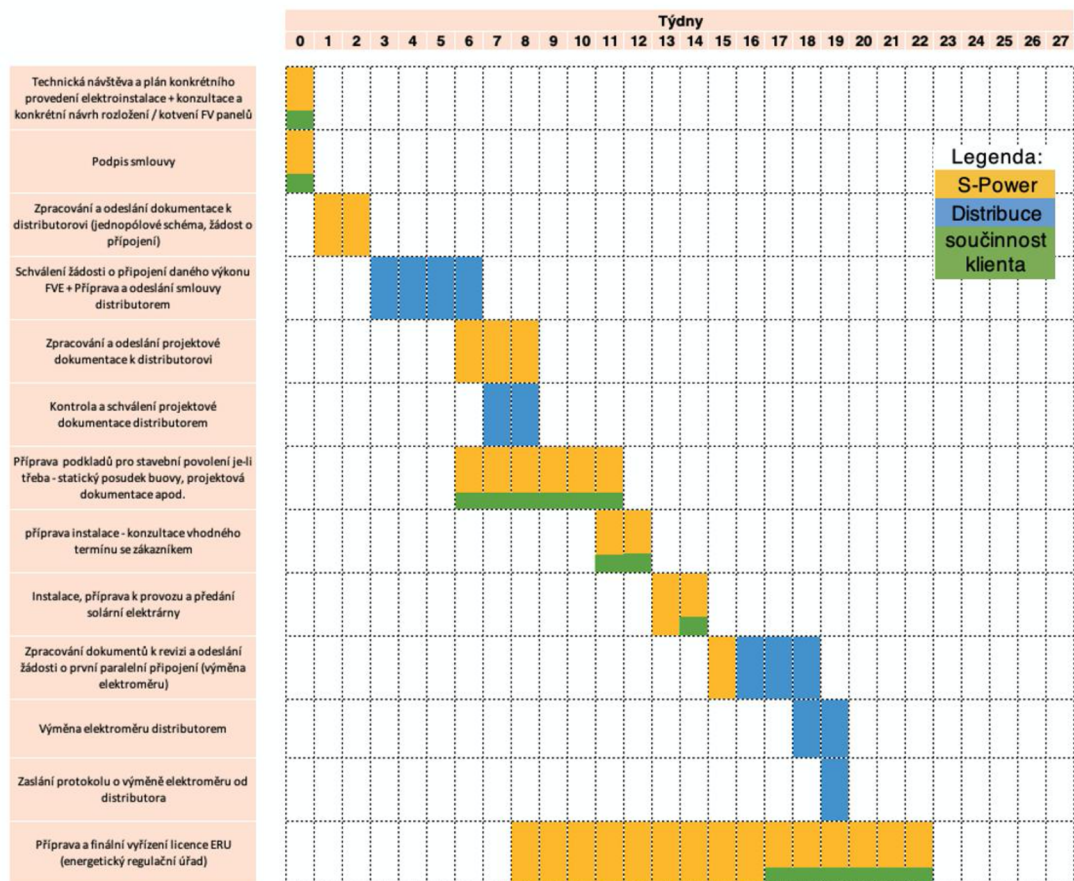 Týdny
0 1 2 3 4 5 6 7 8 9 10 11 12 13 14 15 16 17 18 19 20 21 22 23 24 25 26 27
Technická návštěva a plán konkrétního
provedení elektroinstalace + konzultace a
konkrétní návrh rozložení / kotvení FV panelů
Podpis smlouvy
Legenda:
S-Power
Distribuce
součinnost
klienta
Zpracování a odeslání dokumentace k
distributorovi (jednopólové schéma, žádost o
přípojení)
Schválení žádosti o připojení daného výkonu
FVE + Příprava a odeslání smlouvy
distributorem
Zpracování a odeslání projektové
dokumentace k distributorovi
Kontrola a schválení projektové
dokumentace distributorem
Příprava podkladů pro stavební povolení je-li
třeba - statický posudek buovy, projektová
dokumentace apod.
příprava instalace - konzultace vhodného
termínu se zákazníkem
Instalace, příprava k provozu a předání
solární elektrárny
Zpracování dokumentů k revizi a odeslání
žádosti o první paralelní připojení (výměna
elektroměru)
Výměna elektroměru distributorem
Zaslání protokolu o výměně elektroměru od
distributora
Příprava a finální vyřízení licence ERU
(energetický regulační úřad)